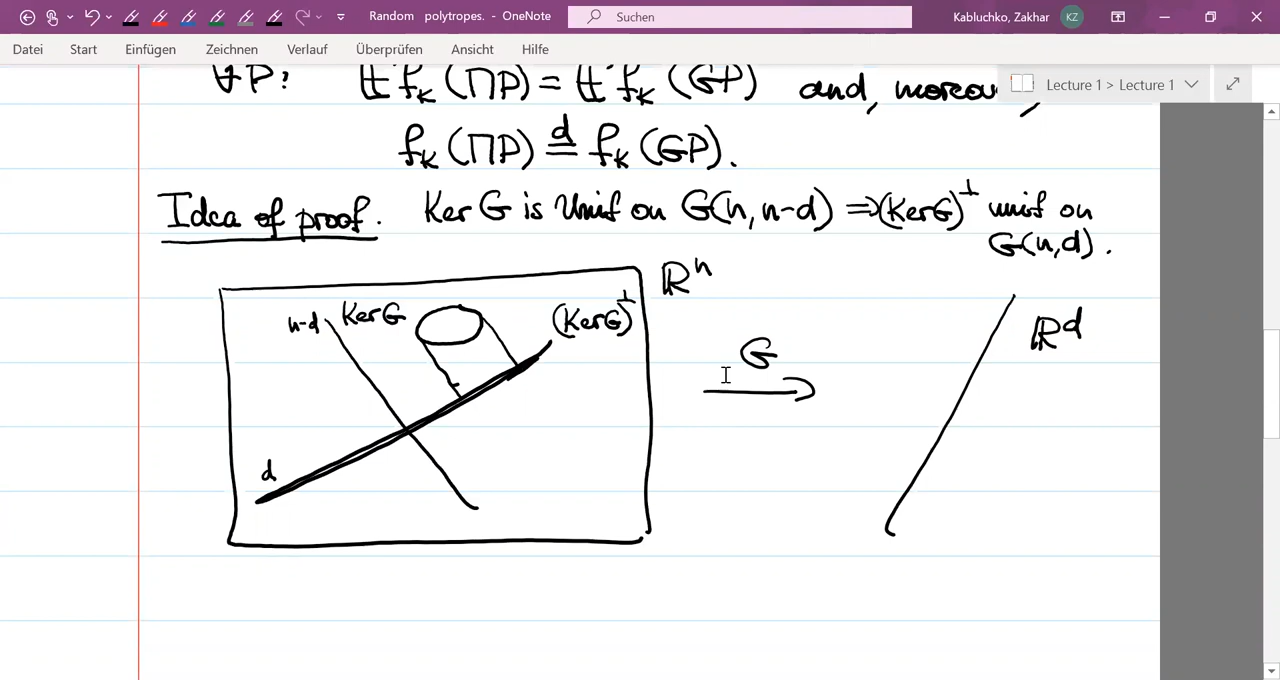 Random polytropes. - OneNote
Suchen
Kabluchko, Zakhar
KZ
Datei Start Einfügen Zeichnen Verlauf Überprüfen Ansicht Hilfe
Lecture 1 > Lecture 1
∀P: 𝔼 f_k (ΠP) = 𝔼 f_k (GP) and, moreov
f_k (ΠP) =^d f_k (GP).
Idea of proof. Ker G is Unif on G(n, n-d) ⇒ (Ker G)^⊥ unif on
G(n,d).
ℝ^n
n-d Ker G (Ker G)^⊥
ℝ^d
G
d